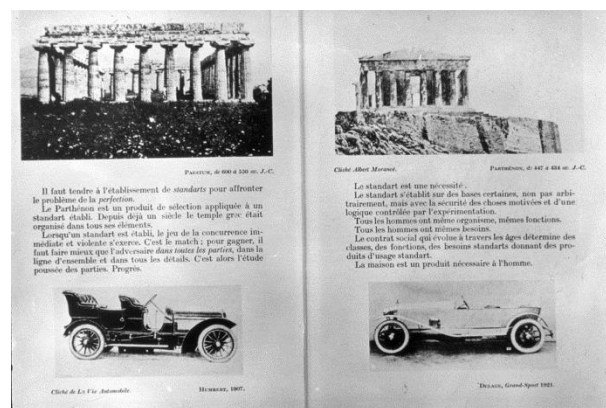 PAESTUM, de 600 à 550 av. J.-C.
Il faut tendre à l'établissement de standarts pour affronter
le problème de la perfection.
Le Parthénon est un produit de sélection appliquée à un
standart établi. Depuis déjà un siècle le temple grec était
organisé dans tous ses éléments.
Lorsqu'un standart est établi, le jeu de la concurrence im-
médiate et violente s'exerce. C'est le match ; pour gagner, il
faut faire mieux que l'adversaire dans toutes les parties, dans la
ligne d'ensemble et dans tous les détails. C'est alors l'étude
poussée des parties. Progrès.
Cliché de La Vie Automobile.
HUMBERT, 1907.
Cliché Albert Morancé.
PARTHÉNON, de 447 à 434 av. J.-C.
Le standart est une nécessité.
Le standart s'établit sur des bases certaines, non pas arbi-
trairement, mais avec la sécurité des choses motivées et d'une
logique contrôlée par l'expérimentation.
Tous les hommes ont même organisme, mêmes fonctions.
Tous les hommes ont mêmes besoins.
Le contrat social qui évolue à travers les âges détermine des
classes, des fonctions, des besoins standarts donnant des pro-
duits d'usage standart.
La maison est un produit nécessaire à l'homme.
DELAGE, Grand-Sport 1921.